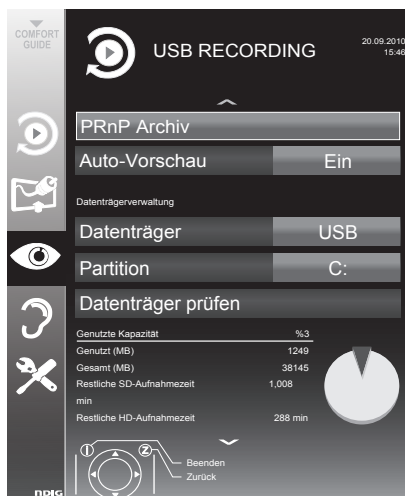 COMFORT
GUIDE
USB RECORDING
20.09.2010
15:46
PRnP Archiv
Auto-Vorschau Ein
Datenträgerverwaltung
Datenträger USB
Partition C:
Datenträger prüfen
Genutzte Kapazität %3
Genutzt (MB) 1249
Gesamt (MB) 38145
Restliche SD-Aufnahmezeit 1,008
min
Restliche HD-Aufnahmezeit 288 min
Beenden
Zurück